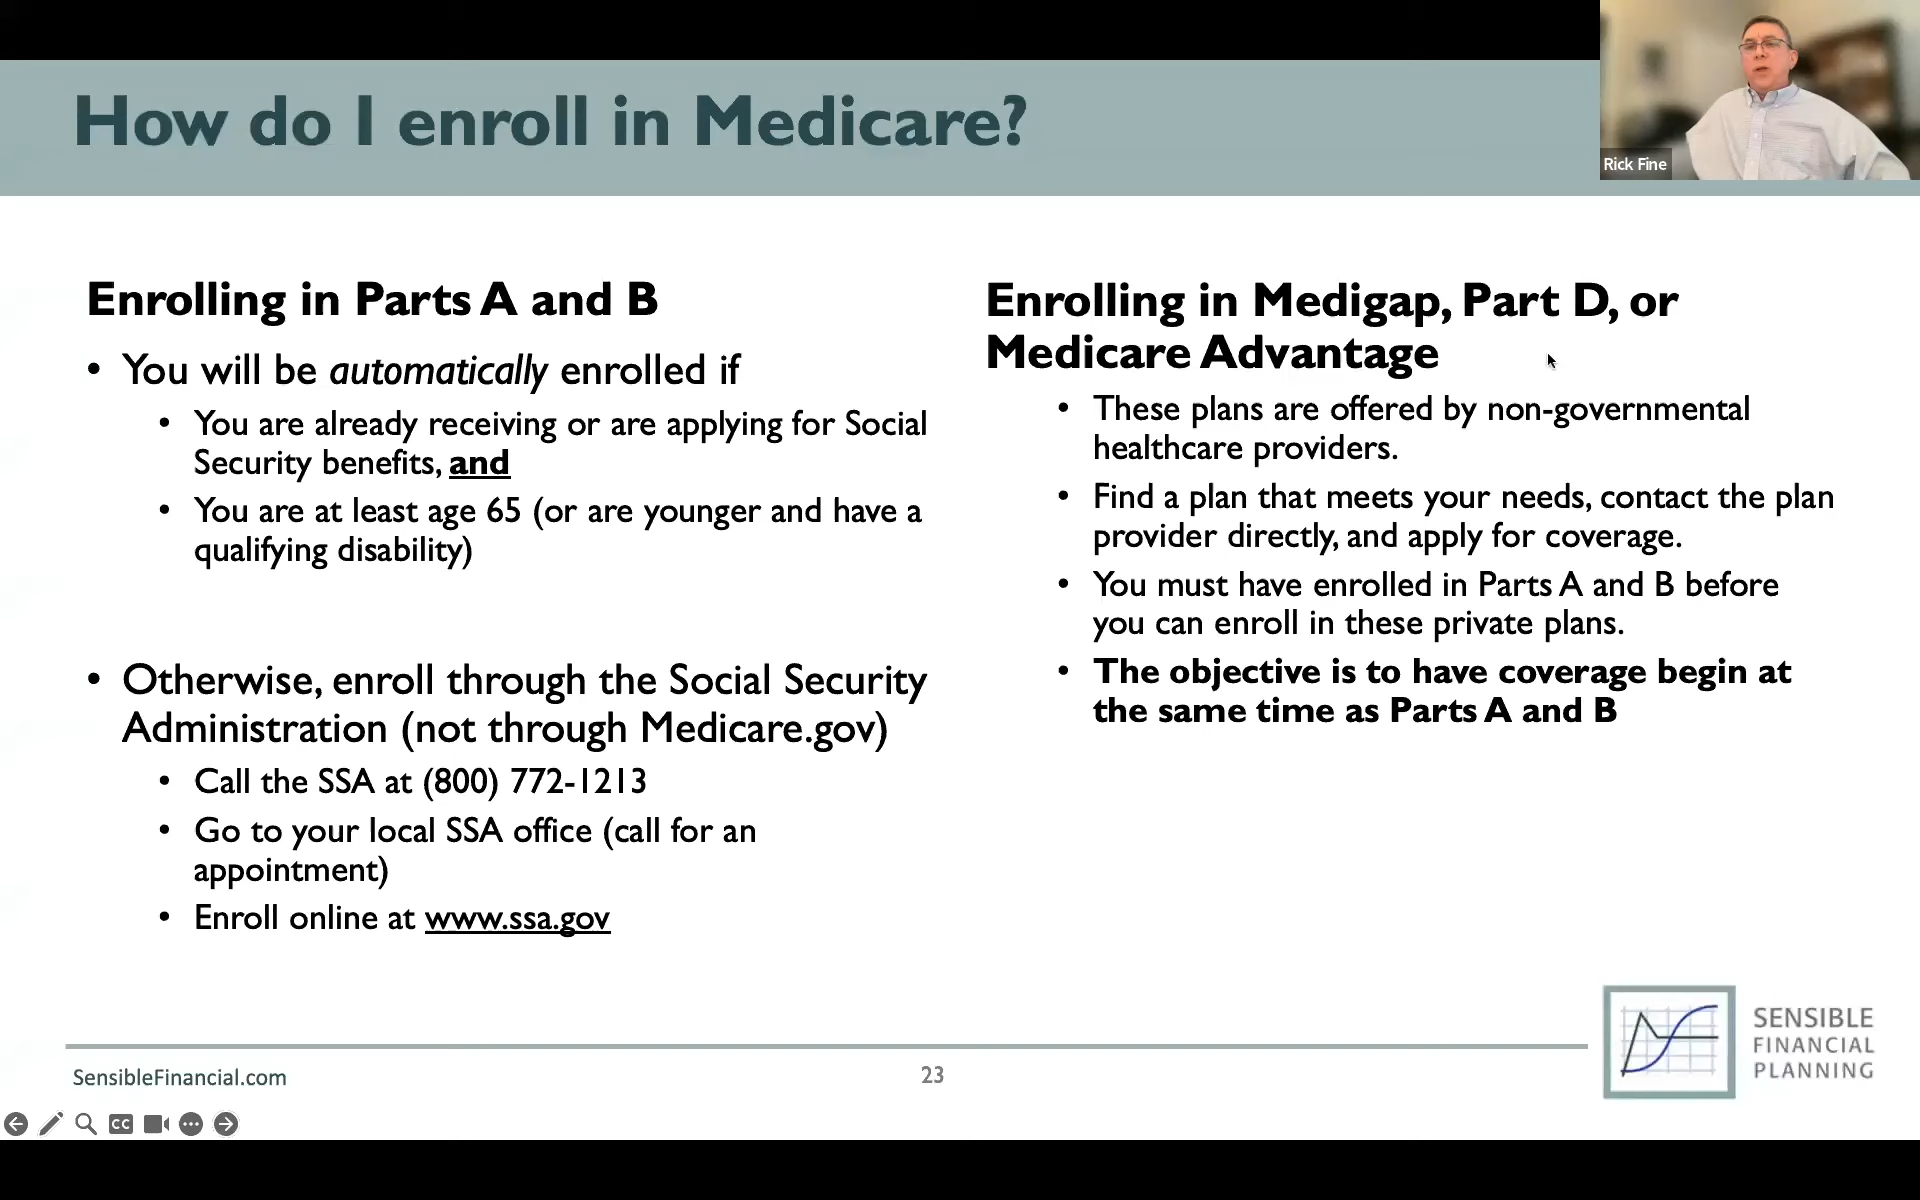 How do I enroll in Medicare?
Rick Fine
Enrolling in Parts A and B
• You will be automatically enrolled if
• You are already receiving or are applying for Social
Security benefits, and
• You are at least age 65 (or are younger and have a
qualifying disability)
• Otherwise, enroll through the Social Security
Administration (not through Medicare.gov)
• Call the SSA at (800) 772-1213
• Go to your local SSA office (call for an
appointment)
• Enroll online at www.ssa.gov
Enrolling in Medigap, Part D, or
Medicare Advantage
• These plans are offered by non-governmental
healthcare providers.
• Find a plan that meets your needs, contact the plan
provider directly, and apply for coverage.
• You must have enrolled in Parts A and B before
you can enroll in these private plans.
• The objective is to have coverage begin at
the same time as Parts A and B
SensibleFinancial.com
23
SENSIBLE
FINANCIAL
PLANNING
CC